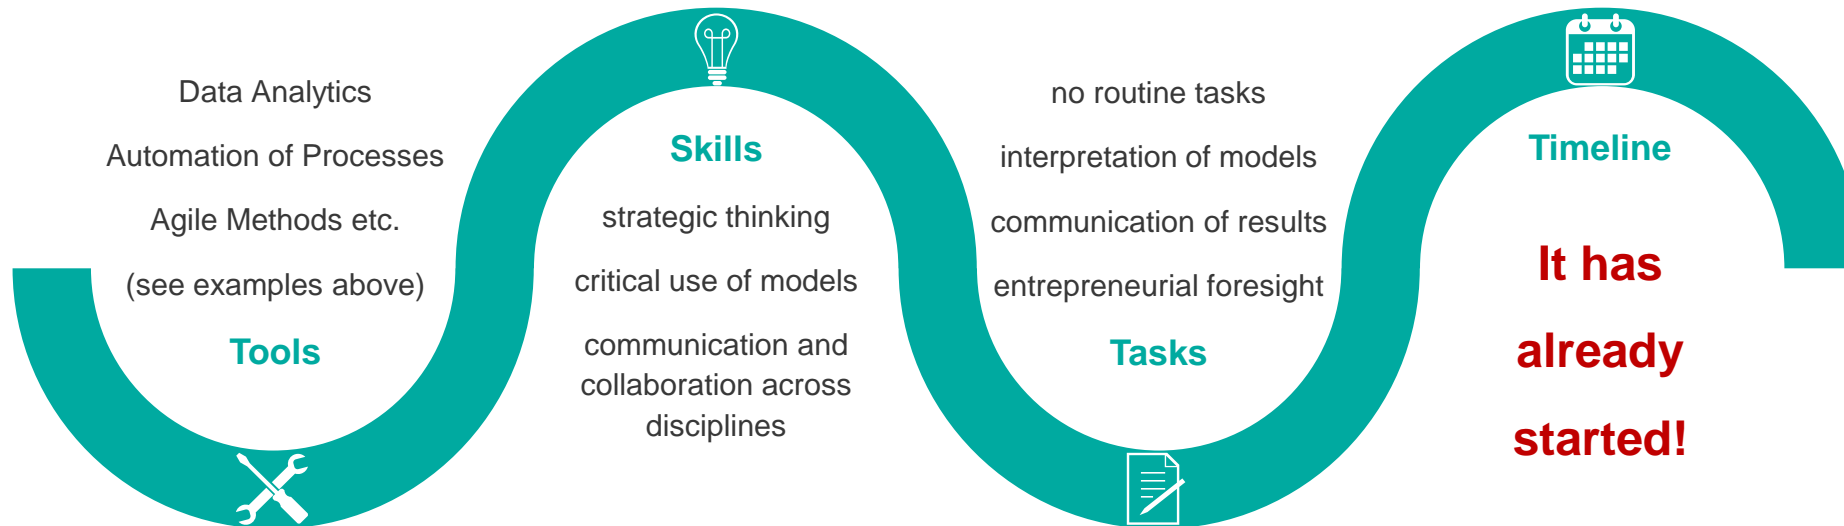 Data Analytics
Automation of Processes
Agile Methods etc.
(see examples above)
Tools
Skills
strategic thinking
critical use of models
communication and
collaboration across
disciplines
no routine tasks
interpretation of models
communication of results
entrepreneurial foresight
Tasks
Timeline
It has
already
started!